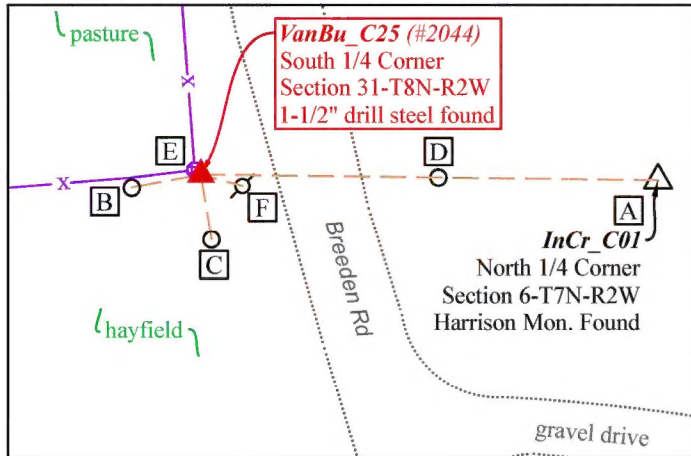 pasture
VanBu_C25 (#2044)
South 1/4 Corner
Section 31-T8N-R2W
1-1/2" drill steel found
x
E
D
x
B
F
A
C
InCr_C01
North 1/4 Corner
Section 6-T7N-R2W
Harrison Mon. Found
Breeden Rd
hayfield
gravel drive